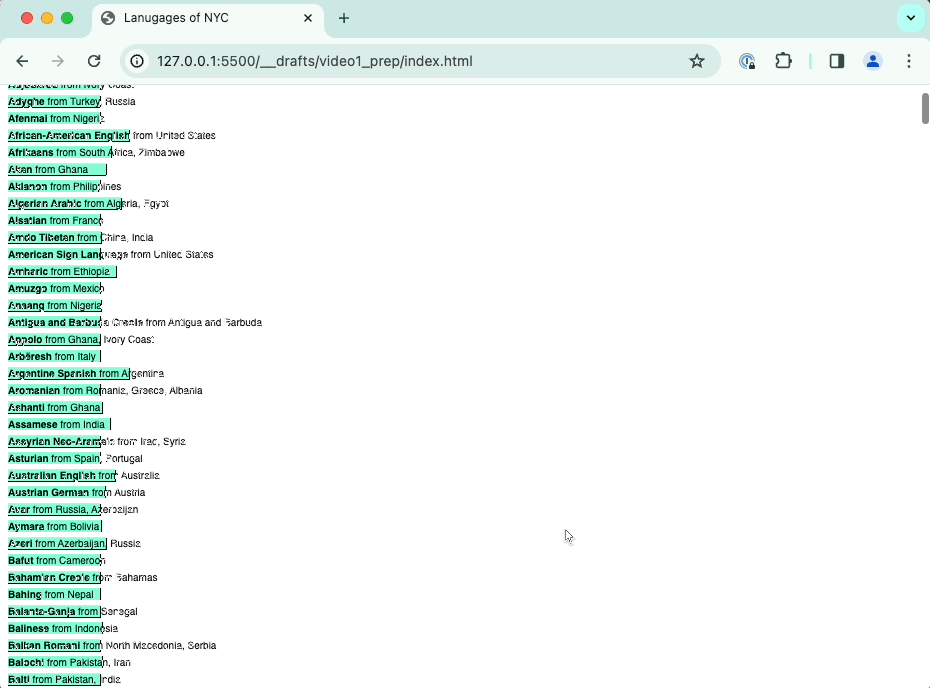 Lanugages of NYC
127.0.0.1:5500/__drafts/video1_prep/index.html
Adyghe from Turkey, Russia
Afenmai from Nigeria
African-American English from United States
Afrikaans from South Africa, Zimbabwe
Akan from Ghana
Aklanon from Philippines
Algerian Arabic from Algeria, Egypt
Alsatian from France
Amdo Tibetan from China, India
American Sign Language from United States
Amharic from Ethiopia
Amuzgo from Mexico
Anaang from Nigeria
Antigua and Barbuda Creole from Antigua and Barbuda
from Ghana, Ivory Coast
Arbëresh from Italy
Argentine Spanish from Argentina
Aromanian from Romania, Greece, Albania
Ashanti from Ghana
Assamese from India
Assyrian Neo-Aramaic from Iraq, Syria
Asturian from Spain, Portugal
Australian English from Australia
Austrian German from Austria
Avar from Russia, Azerbaijan
Aymara from Bolivia
Azeri from Azerbaijan, Russia
Bafut from Cameroon
Bahamian Creole from Bahamas
Bahing from Nepal
Balanta-Ganja from Senegal
Balinese from Indonesia
Balkan Romani from North Macedonia, Serbia
Balochi from Pakistan, Iran
Balti from Pakistan, India